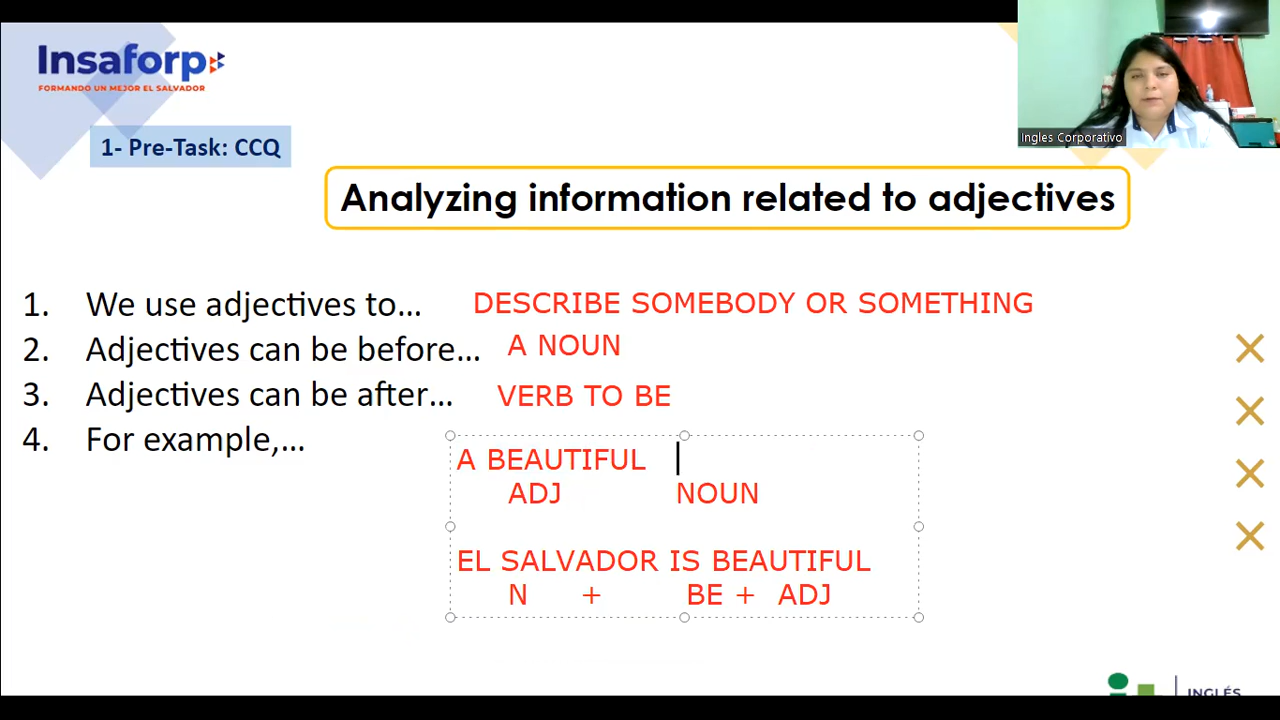 Insaforp
FORMANDO UN MEJOR EL SALVADOR
1- Pre-Task: CCQ
Ingles Corporativo
Analyzing information related to adjectives
1. We use adjectives to… DESCRIBE SOMEBODY OR SOMETHING
2. Adjectives can be before… A NOUN
3. Adjectives can be after… VERB TO BE
4. For example,…
A BEAUTIFUL
ADJ NOUN
EL SALVADOR IS BEAUTIFUL
N + BE + ADJ
INGLÉS